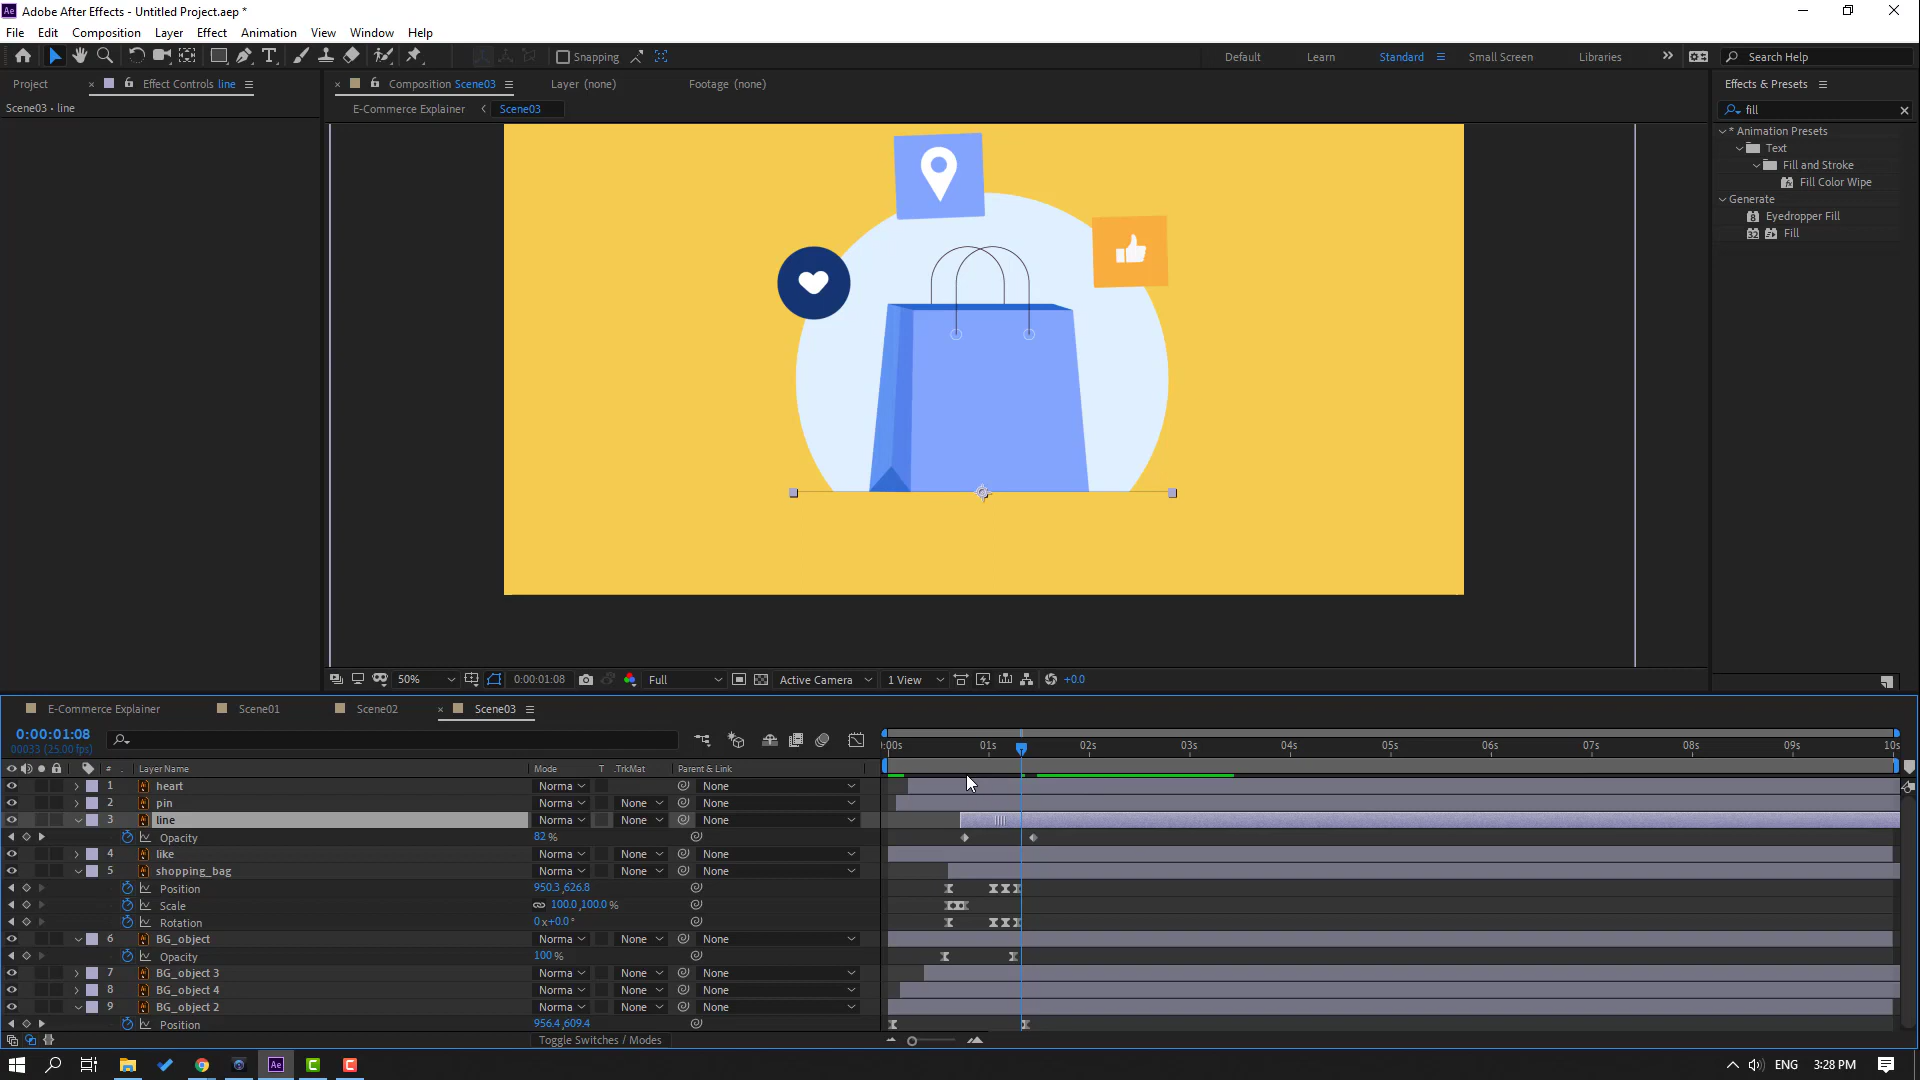 Adobe After Effects - Untitled Project.aep *
File Edit Composition Layer Effect Animation View Window Help
Snapping
Default Learn Standard Small Screen Libraries
Search Help
Project
Effect Controls line
Composition Scene03
Layer (none)
Footage (none)
Effects & Presets
Scene03 • line
E-Commerce Explainer
Scene03
fill
* Animation Presets
Text
Fill and Stroke
Fill Color Wipe
Generate
Eyedropper Fill
32
Fill
50%
0:00:01:08
Full
Active Camera
1 View
+0.0
E-Commerce Explainer
Scene01
Scene02
Scene03
0:00:01:08
00033 (25.00 fps)
:00s 01s 02s 03s 04s 05s 06s 07s 08s 09s 10s
# Layer Name Mode T .TrkMat Parent & Link
1 heart Norma None
2 pin Norma None None
3 line Norma None None
Opacity 82 %
4 like Norma None None
5 shopping_bag Norma None None
Position 950.3,626.8
Scale 100.0,100.0 %
Rotation 0x+0.0°
6 BG_object Norma None None
Opacity 100 %
7 BG_object 3 Norma None None
8 BG_object 4 Norma None None
9 BG_object 2 Norma None None
Position 956.4,609.4
Toggle Switches / Modes
Ae
ENG
3:28 PM